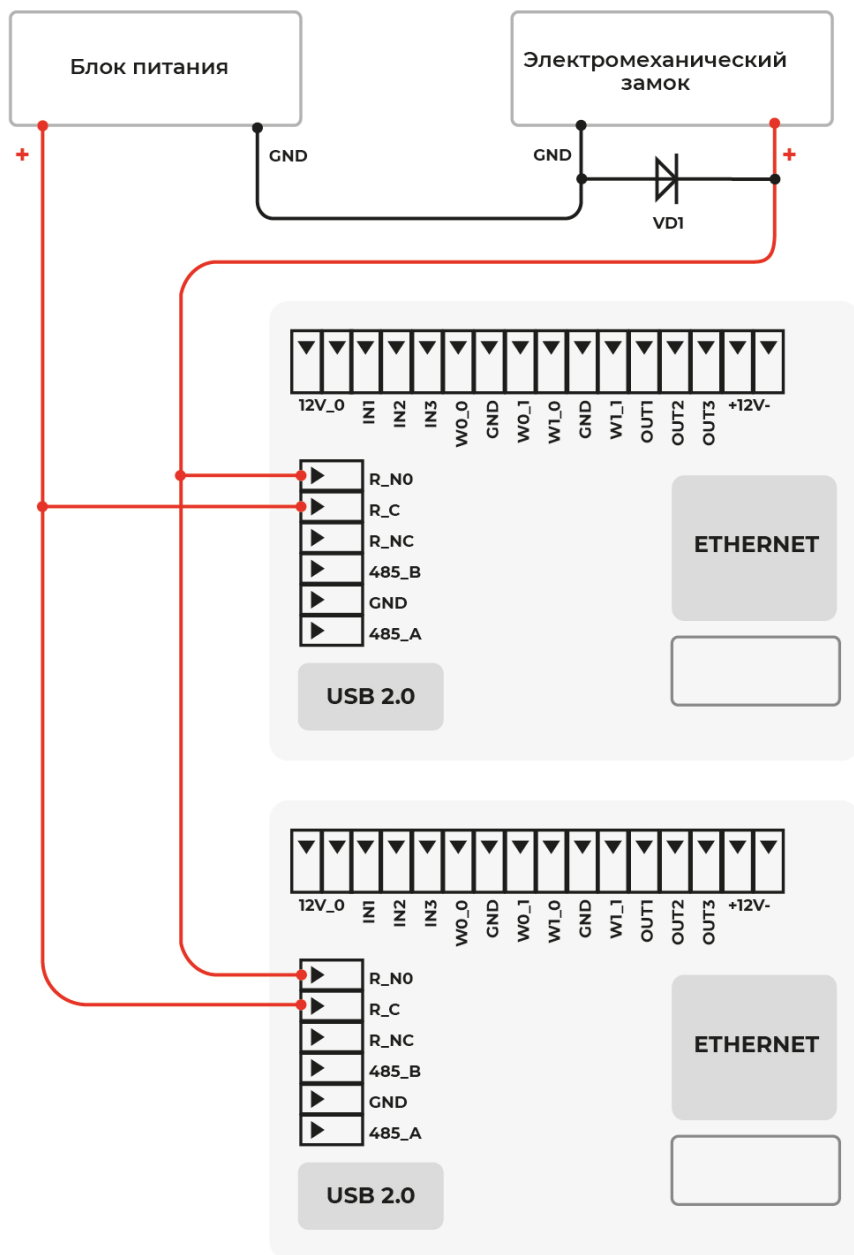 Блок питания
Электромеханический
замок
+
GND
GND
+
VD1
12V_0
IN1
IN2
IN3
W0_0
GND
W0_1
W1_0
GND
W1_1
OUT1
OUT2
OUT3
+12V-
R_N0
R_C
R_NC
485_B
GND
485_A
ETHERNET
USB 2.0
12V_0
IN1
IN2
IN3
W0_0
GND
W0_1
W1_0
GND
W1_1
OUT1
OUT2
OUT3
+12V-
R_N0
R_C
R_NC
485_B
GND
485_A
ETHERNET
USB 2.0